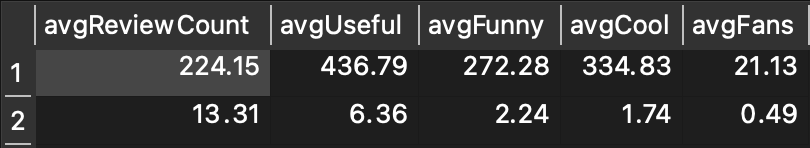 avgReviewCount avgUseful avgFunny avgCool avgFans
1 224.15 436.79 272.28 334.83 21.13
2 13.31 6.36 2.24 1.74 0.49